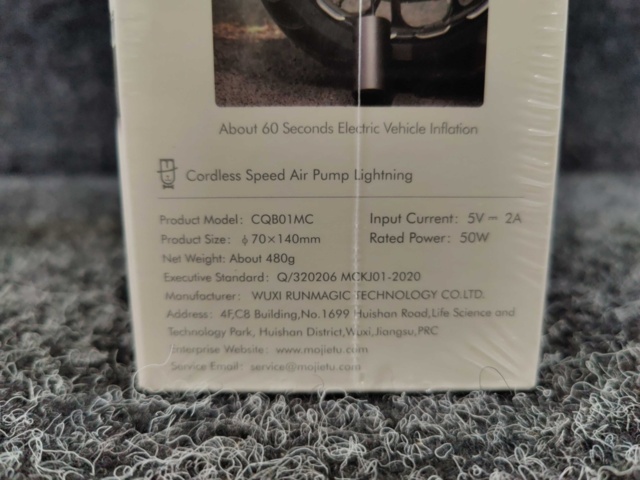 About 60 Seconds Electric Vehicle Inflation
Cordless Speed Air Pump Lightning
Product Model: CQB01MC
Input Current: 5V⎓2A
Product Size: ϕ70×140mm
Rated Power: 50W
Net Weight: About 480g
Executive Standard: Q/320206 MCKJ01-2020
Manufacturer: WUXI RUNMAGIC TECHNOLOGY CO.LTD.
Address: 4F,C8 Building,No.1699 Huishan Road,Life Science and
Technology Park, Huishan District,Wuxi,Jiangsu,PRC
Enterprise Website: www.mojietu.com
Service Email: service@mojietu.com